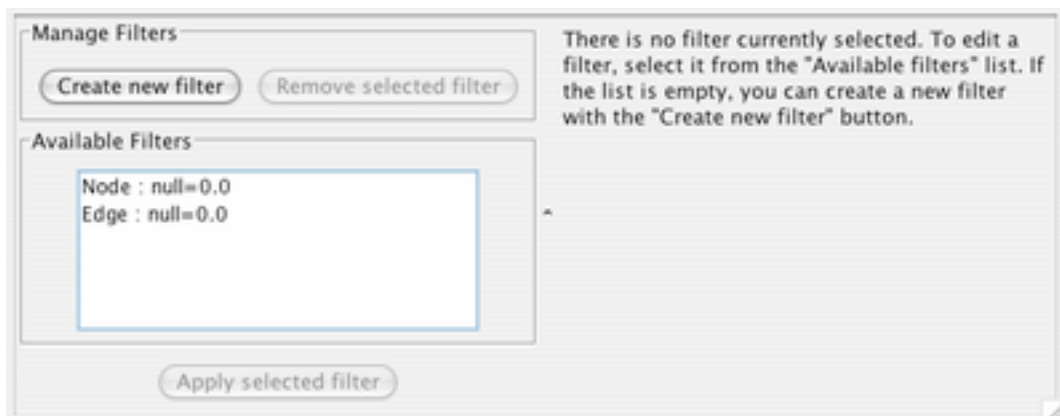 Manage Filters
Create new filter
Remove selected filter
Available Filters
Node : null=0.0
Edge : null=0.0
Apply selected filter
There is no filter currently selected. To edit a
filter, select it from the "Available filters" list. If
the list is empty, you can create a new filter
with the "Create new filter" button.